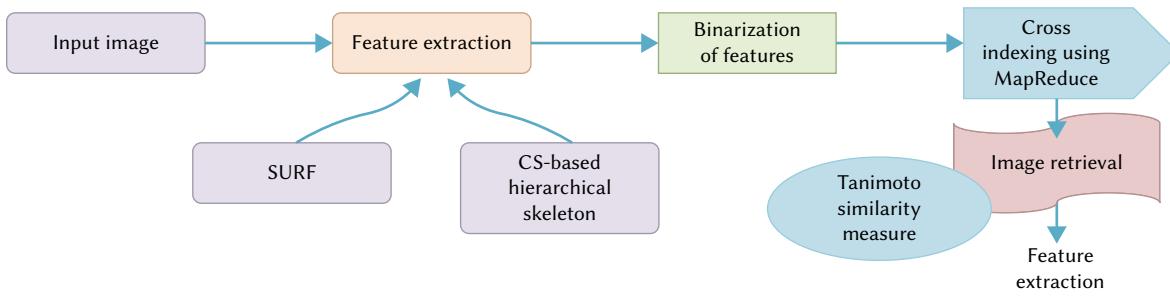 Input image
Feature extraction
Binarization
of features
Cross
indexing using
MapReduce
SURF
CS-based
hierarchical
skeleton
Image retrieval
Tanimoto
similarity
measure
Feature
extraction